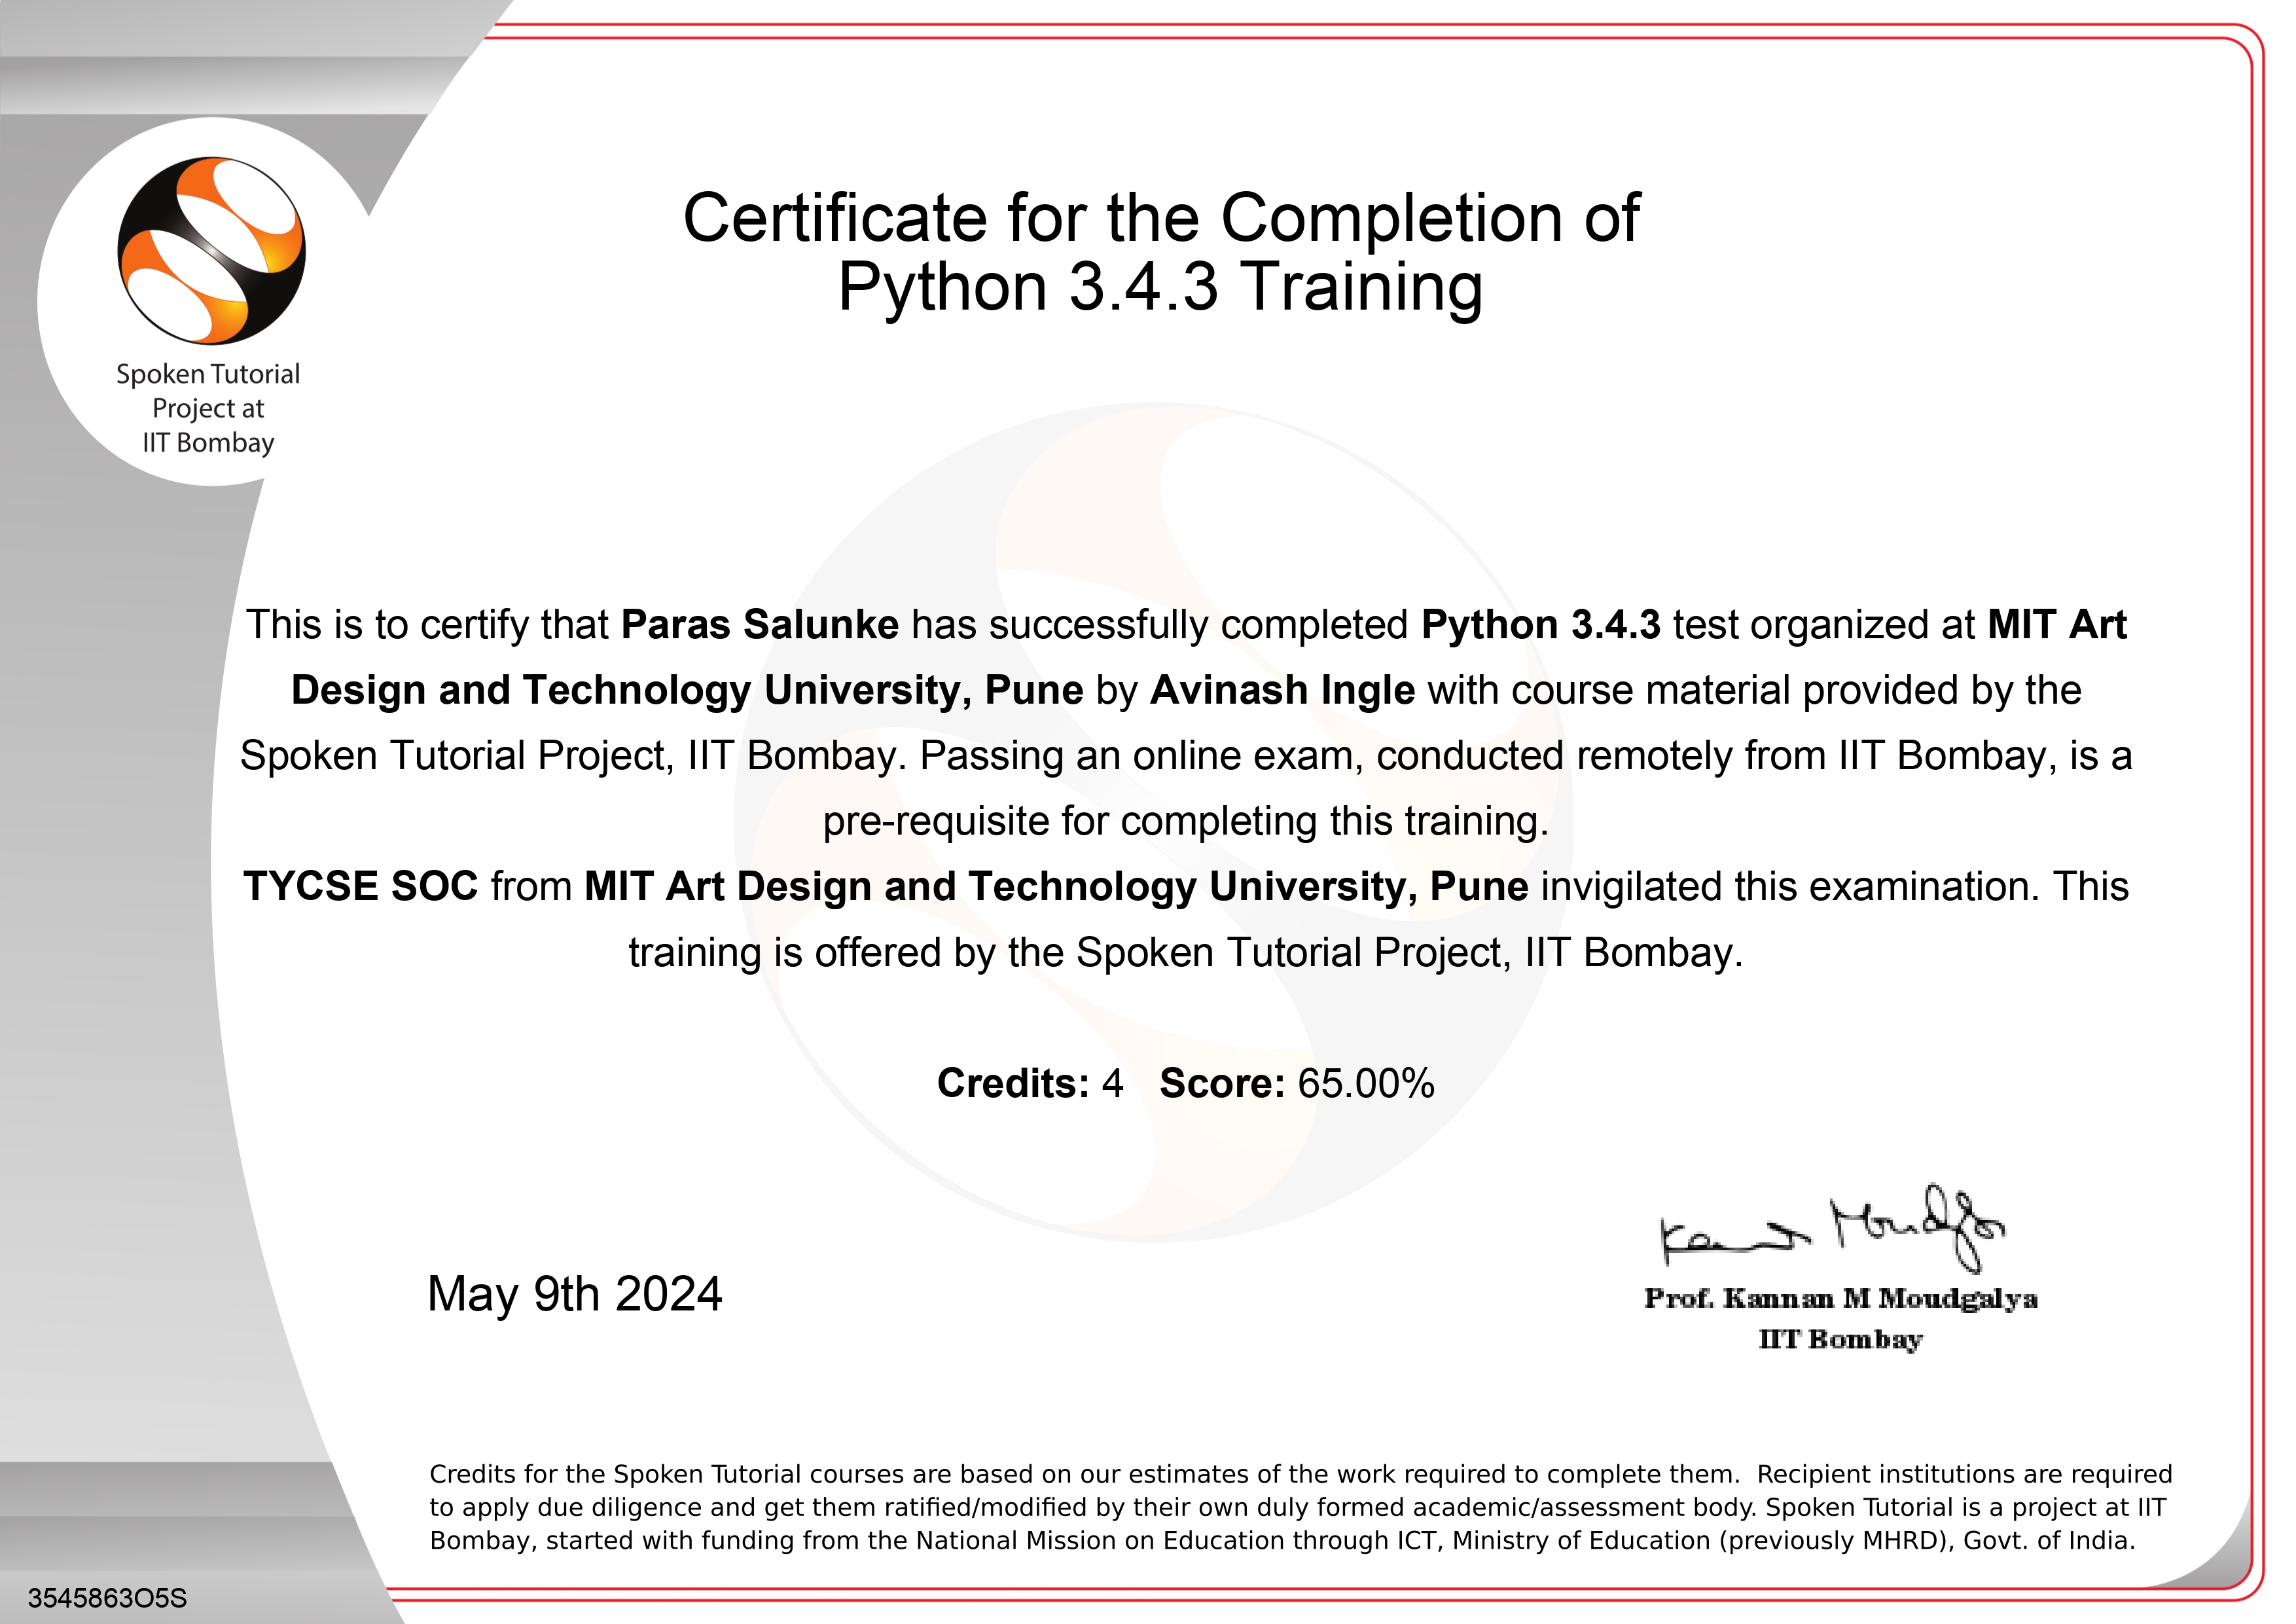 Certificate for the Completion of
Python 3.4.3 Training
Spoken Tutorial
Project at
IIT Bombay
This is to certify that Paras Salunke has successfully completed Python 3.4.3 test organized at MIT Art
Design and Technology University, Pune by Avinash Ingle with course material provided by the
Spoken Tutorial Project, IIT Bombay. Passing an online exam, conducted remotely from IIT Bombay, is a
pre-requisite for completing this training.
TYCSE SOC from MIT Art Design and Technology University, Pune invigilated this examination. This
training is offered by the Spoken Tutorial Project, IIT Bombay.
Credits: 4 Score: 65.00%
May 9th 2024
Kannan Moudgalya
Prof. Kannan M Moudgalya
IIT Bombay
Credits for the Spoken Tutorial courses are based on our estimates of the work required to complete them. Recipient institutions are required
to apply due diligence and get them ratified/modified by their own duly formed academic/assessment body. Spoken Tutorial is a project at IIT
Bombay, started with funding from the National Mission on Education through ICT, Ministry of Education (previously MHRD), Govt. of India.
3545863O5S